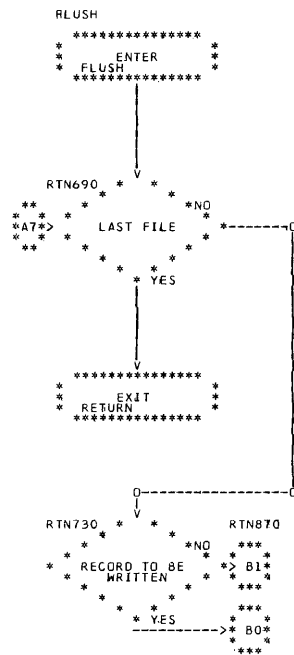 RLUSH
ENTER
FLUSH
RTN690
NO
A7
LAST FILE
YES
EXIT
RETURN
RTN730
RTN870
NO
RECORD TO BE
WRITTEN
B1
YES
B0